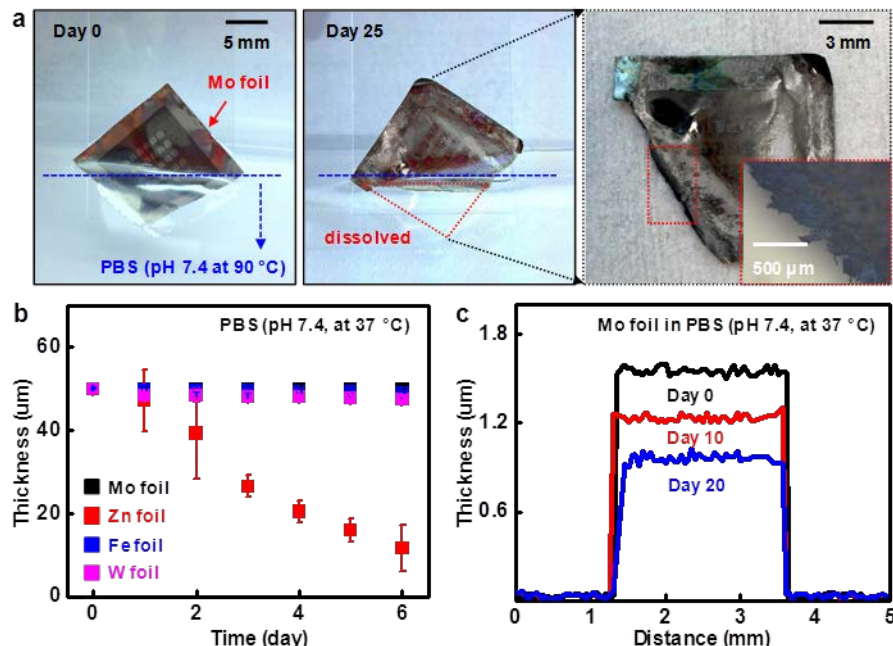 a
Day 0
5 mm
Mo foil
PBS (pH 7.4 at 90 °C)
Day 25
dissolved
3 mm
500 µm
b
PBS (pH 7.4, at 37 °C)
Thickness (um)
60
40
20
0
Mo foil
Zn foil
Fe foil
W foil
0
2
4
6
Time (day)
c
Mo foil in PBS (pH 7.4, at 37 °C)
Thickness (um)
1.8
1.2
0.6
Day 0
Day 10
Day 20
0
1
2
3
4
5
Distance (mm)